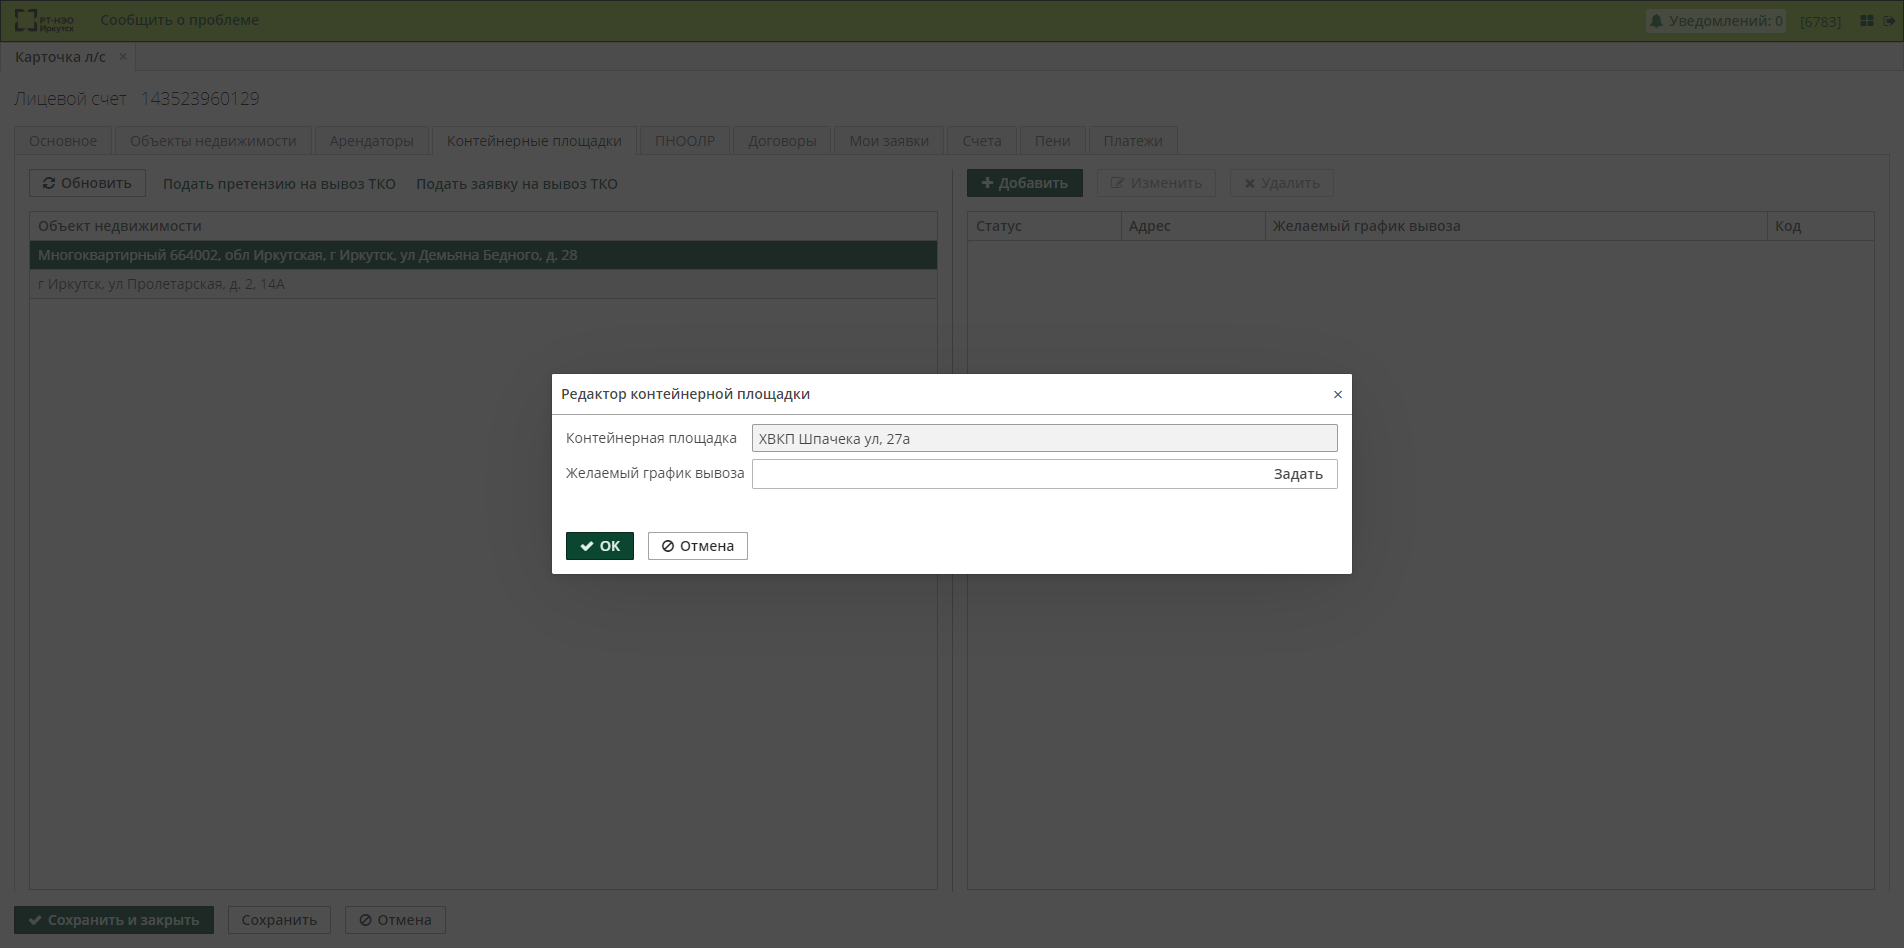 РТ-НЭО
Иркутск
Сообщить о проблеме
Уведомлений: 0
[6783]
Карточка л/с ×
Лицевой счет 143523960129
Основное
Объекты недвижимости
Арендаторы
Контейнерные площадки
ПНООЛР
Договоры
Мои заявки
Счета
Пени
Платежи
Обновить
Подать претензию на вывоз ТКО
Подать заявку на вывоз ТКО
Добавить
Изменить
Удалить
Объект недвижимости
Многоквартирный 664002, обл Иркутская, г Иркутск, ул Демьяна Бедного, д. 28
г Иркутск, ул Пролетарская, д. 2, 14А
Статус
Адрес
Желаемый график вывоза
Код
Редактор контейнерной площадки ×
Контейнерная площадка ХВКП Шпачека ул, 27а
Желаемый график вывоза Задать
ОК
Отмена
Сохранить и закрыть
Сохранить
Отмена